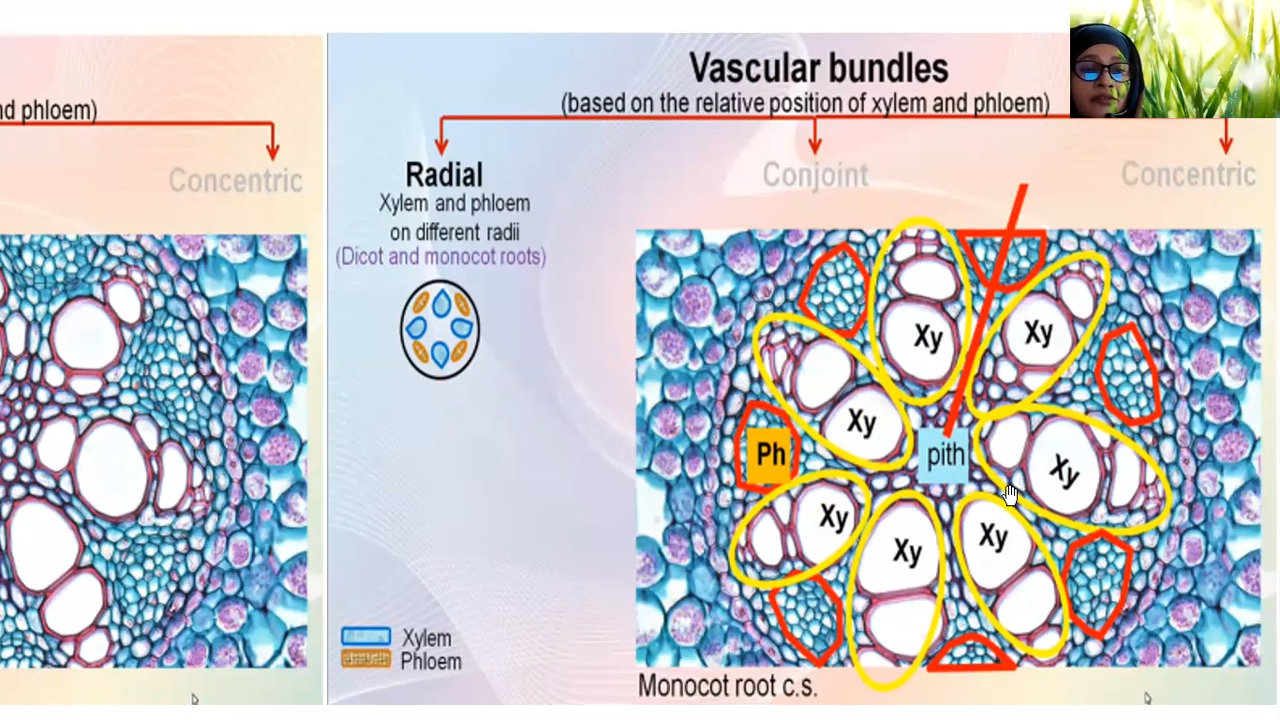 nd phloem)
Concentric
Vascular bundles
(based on the relative position of xylem and phloem)
Radial
Xylem and phloem
on different radii
(Dicot and monocot roots)
Conjoint
Concentric
Xy
Xy
Xy
Ph
pith
Xy
Xy
Xy
Xy
Xylem
Phloem
Monocot root c.s.